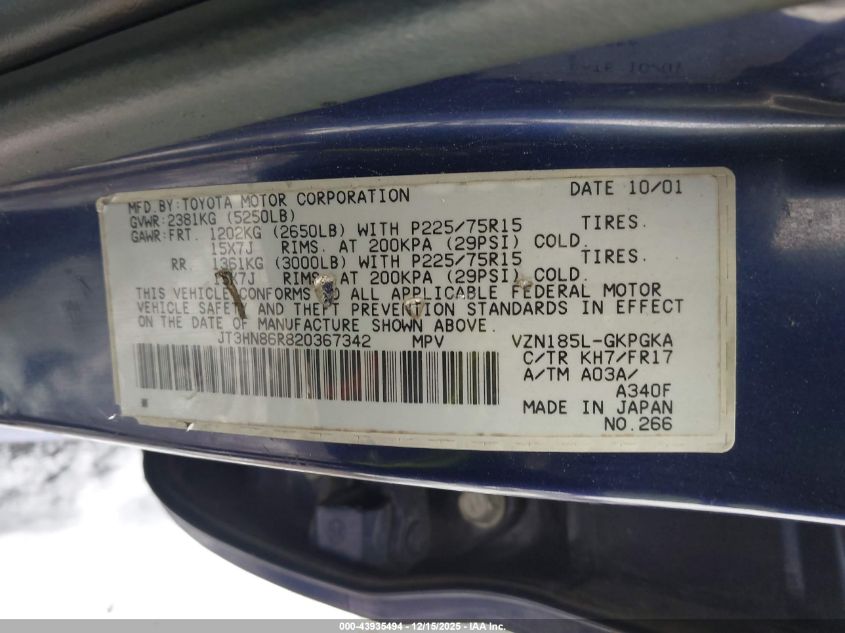 MFD BY: TOYOTA MOTOR CORPORATION DATE 10/01
GVWR: 2381KG (5250LB)
GAWR: FRT. 1202KG (2650LB) WITH P225/75R15 TIRES.
15X7J RIMS. AT 200KPA (29PSI) COLD.
RR. 1361KG (3000LB) WITH P225/75R15 TIRES.
15X7J RIMS. AT 200KPA (29PSI) COLD.
THIS VEHICLE CONFORMS TO ALL APPLICABLE FEDERAL MOTOR
VEHICLE SAFETY AND THEFT PREVENTION STANDARDS IN EFFECT
ON THE DATE OF MANUFACTURE SHOWN ABOVE.
JT3HN86R820367342 MPV VZN185L-GKPGKA
C/TR KH7/FR17
A/TM A03A/
A340F
MADE IN JAPAN
NO.266
000-43935494 - 12/15/2025 - IAA Inc.